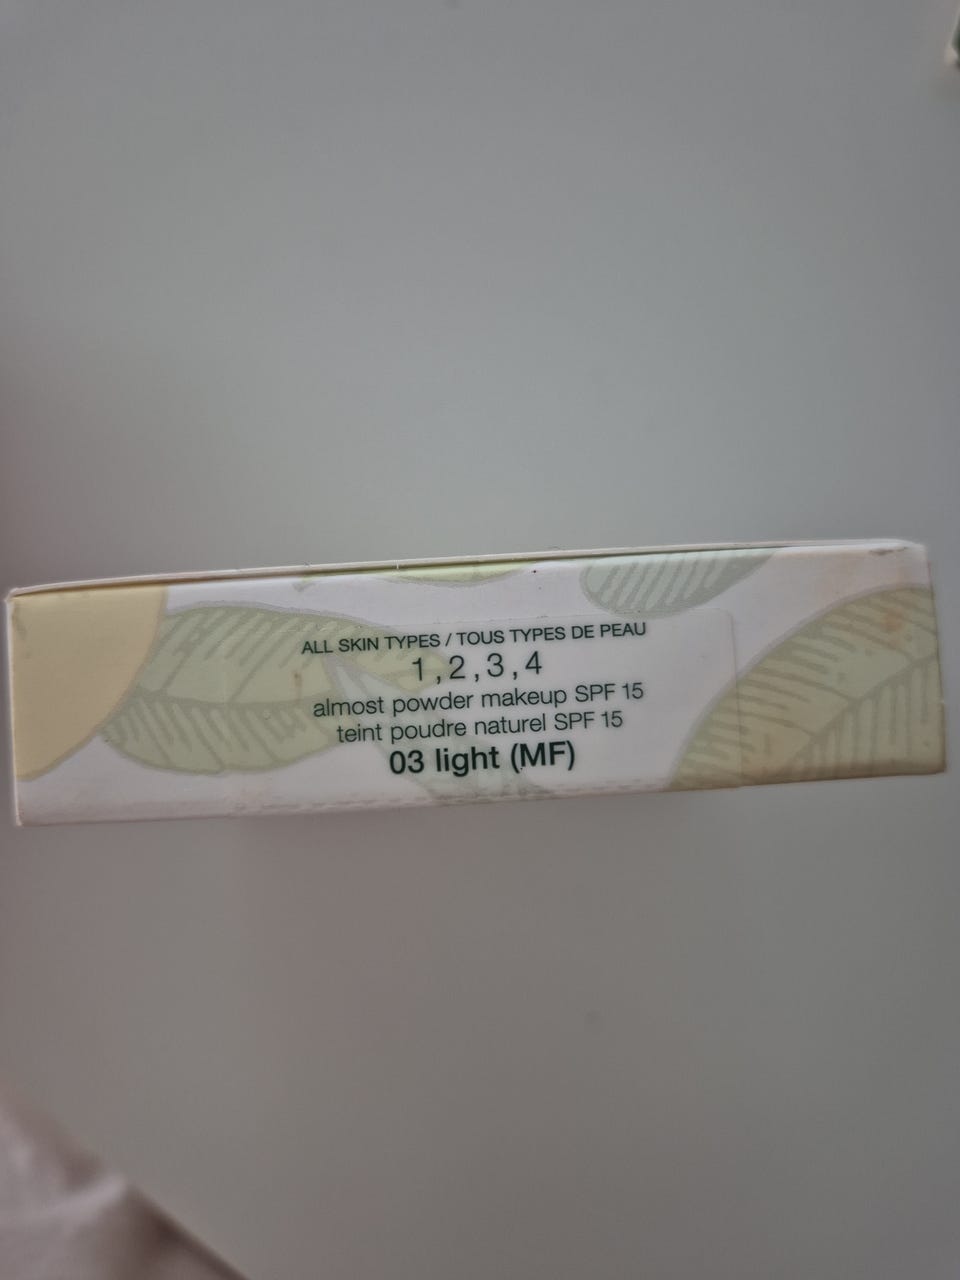 ALL SKIN TYPES / TOUS TYPES DE PEAU
1 , 2 , 3 , 4
almost powder makeup SPF 15
teint poudre naturel SPF 15
03 light (MF)